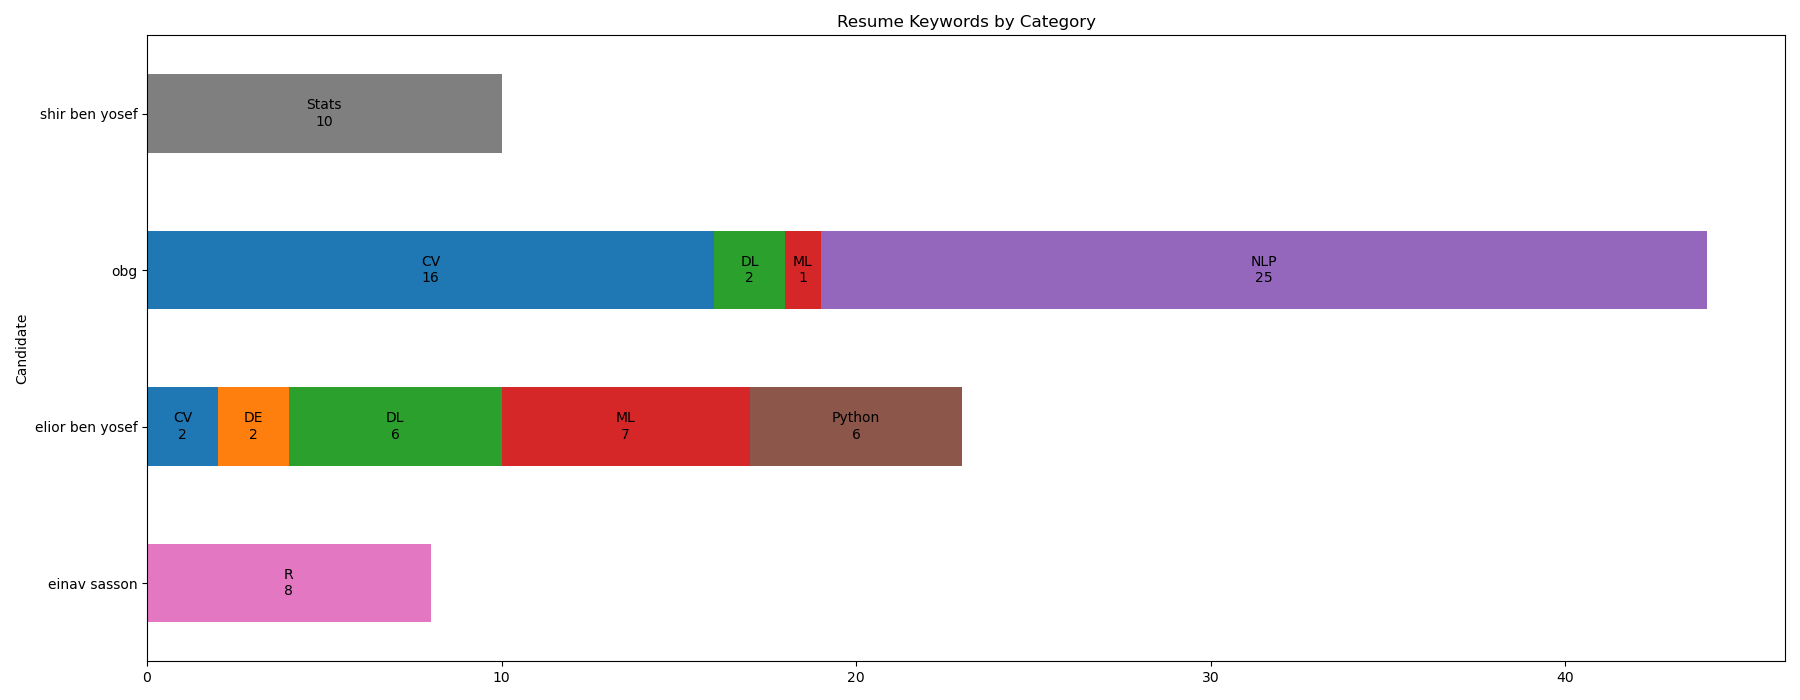 Resume Keywords by Category
Candidate
shir ben yosef
Stats
10
obg
CV
16
DL
2
ML
1
NLP
25
elior ben yosef
CV
2
DE
2
DL
6
ML
7
Python
6
einav sasson
R
8
0
10
20
30
40